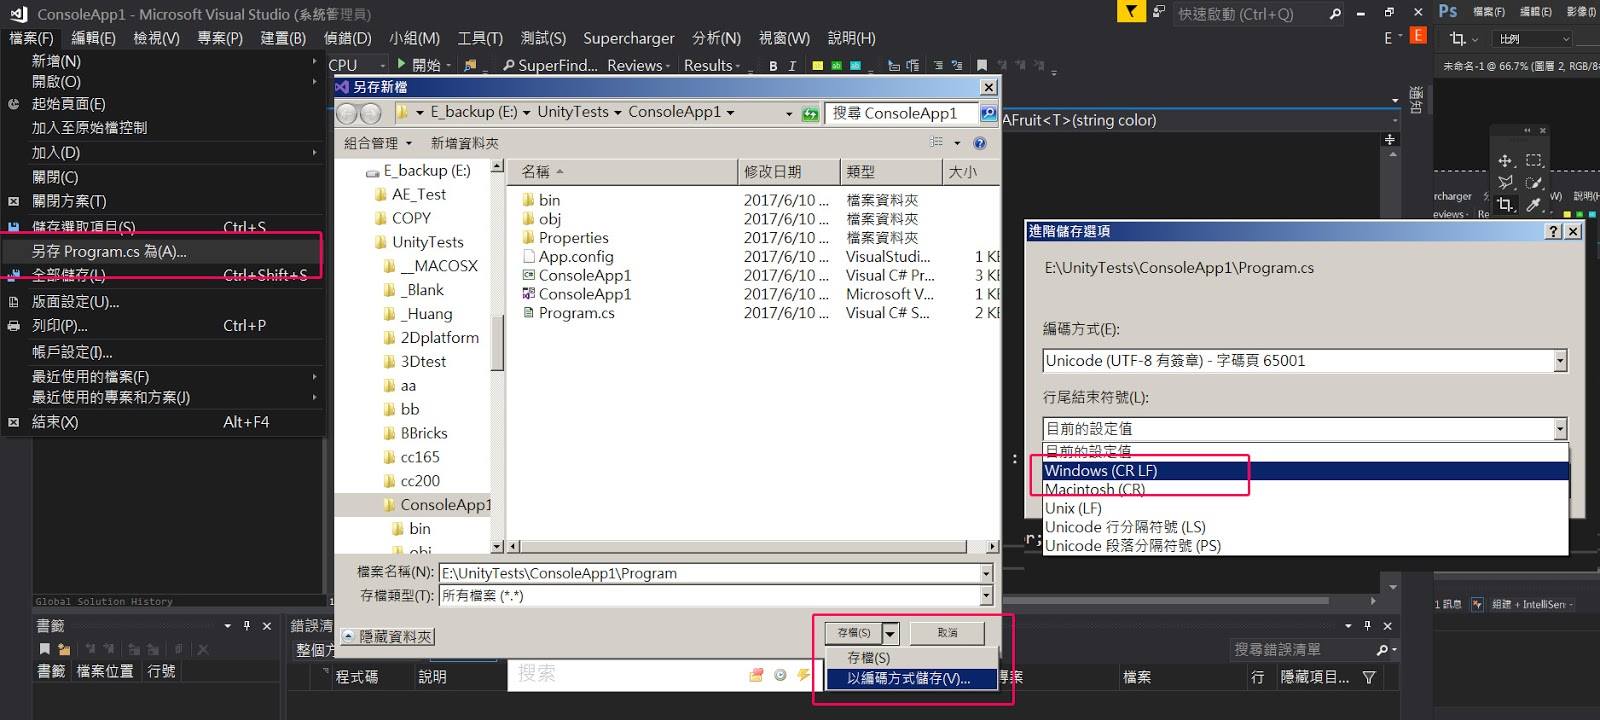 ConsoleApp1 - Microsoft Visual Studio (系統管理員)
快速啟動 (Ctrl+Q)
檔案(F) 編輯(E) 檢視(V) 專案(P) 建置(B) 偵錯(D) 小組(M) 工具(T) 測試(S) Supercharger 分析(N) 視窗(W) 說明(H)
E
E
CPU 開始 SuperFind... Reviews Results B I
新增(N)
開啟(O)
起始頁面(E)
加入至原始檔控制
加入(D)
關閉(C)
關閉方案(T)
儲存選取項目(S) Ctrl+S
另存 Program.cs 為(A)...
全部儲存(L) Ctrl+Shift+S
版面設定(U)...
列印(P)... Ctrl+P
帳戶設定(I)...
最近使用的檔案(F)
最近使用的專案和方案(J)
結束(X) Alt+F4
Global Solution History
書籤
書籤 檔案位置 行號
另存新檔
E_backup (E:) UnityTests ConsoleApp1
搜尋 ConsoleApp1
組合管理 新增資料夾
E_backup (E:)
AE_Test
COPY
UnityTests
__MACOSX
_Blank
_Huang
2Dplatform
3Dtest
aa
bb
BBricks
cc165
cc200
ConsoleApp1
bin
obj
名稱 修改日期 類型 大小
bin 2017/6/10 ... 檔案資料夾
obj 2017/6/10 ... 檔案資料夾
Properties 2017/6/10 ... 檔案資料夾
App.config 2017/6/10 ... VisualStudi... 1 KB
ConsoleApp1 2017/6/10 ... Visual C# Pr... 3 KB
ConsoleApp1 2017/6/10 ... Microsoft V... 1 KB
Program.cs 2017/6/10 ... Visual C# S... 2 KB
檔案名稱(N): E:\UnityTests\ConsoleApp1\Program
存檔類型(T): 所有檔案 (*.*)
隱藏資料夾
存檔(S) 取消
存檔(S)
以編碼方式儲存(V)...
錯誤清
整個方
程式碼 說明
搜索
專案 檔案 行 隱藏項目...
搜尋錯誤清單
AFruit<T>(string color)
通知
進階儲存選項
E:\UnityTests\ConsoleApp1\Program.cs
編碼方式(E):
Unicode (UTF-8 有簽章) - 字碼頁 65001
行尾結束符號(L):
目前的設定值
目前的設定值
Windows (CR LF)
Macintosh (CR)
Unix (LF)
Unicode 行分隔符號 (LS)
Unicode 段落分隔符號 (PS)
Ps 檔案(F) 編輯(E) 影像(I)
比例
未命名-1 @ 66.7% (圖層 2, RGB/8
rcharger
說明(H
eviews
1 訊息 組建 + IntelliSen